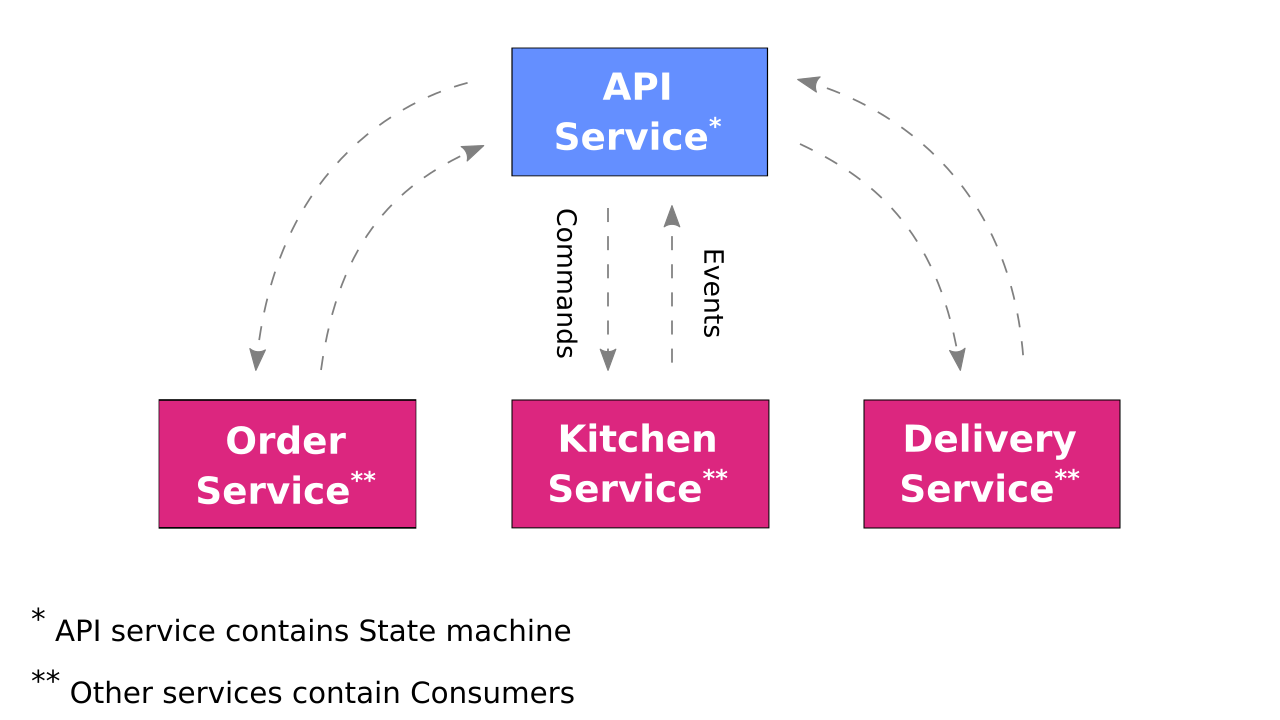 API
Service*
Commands
Events
Order
Service**
Kitchen
Service**
Delivery
Service**
* API service contains State machine
** Other services contain Consumers